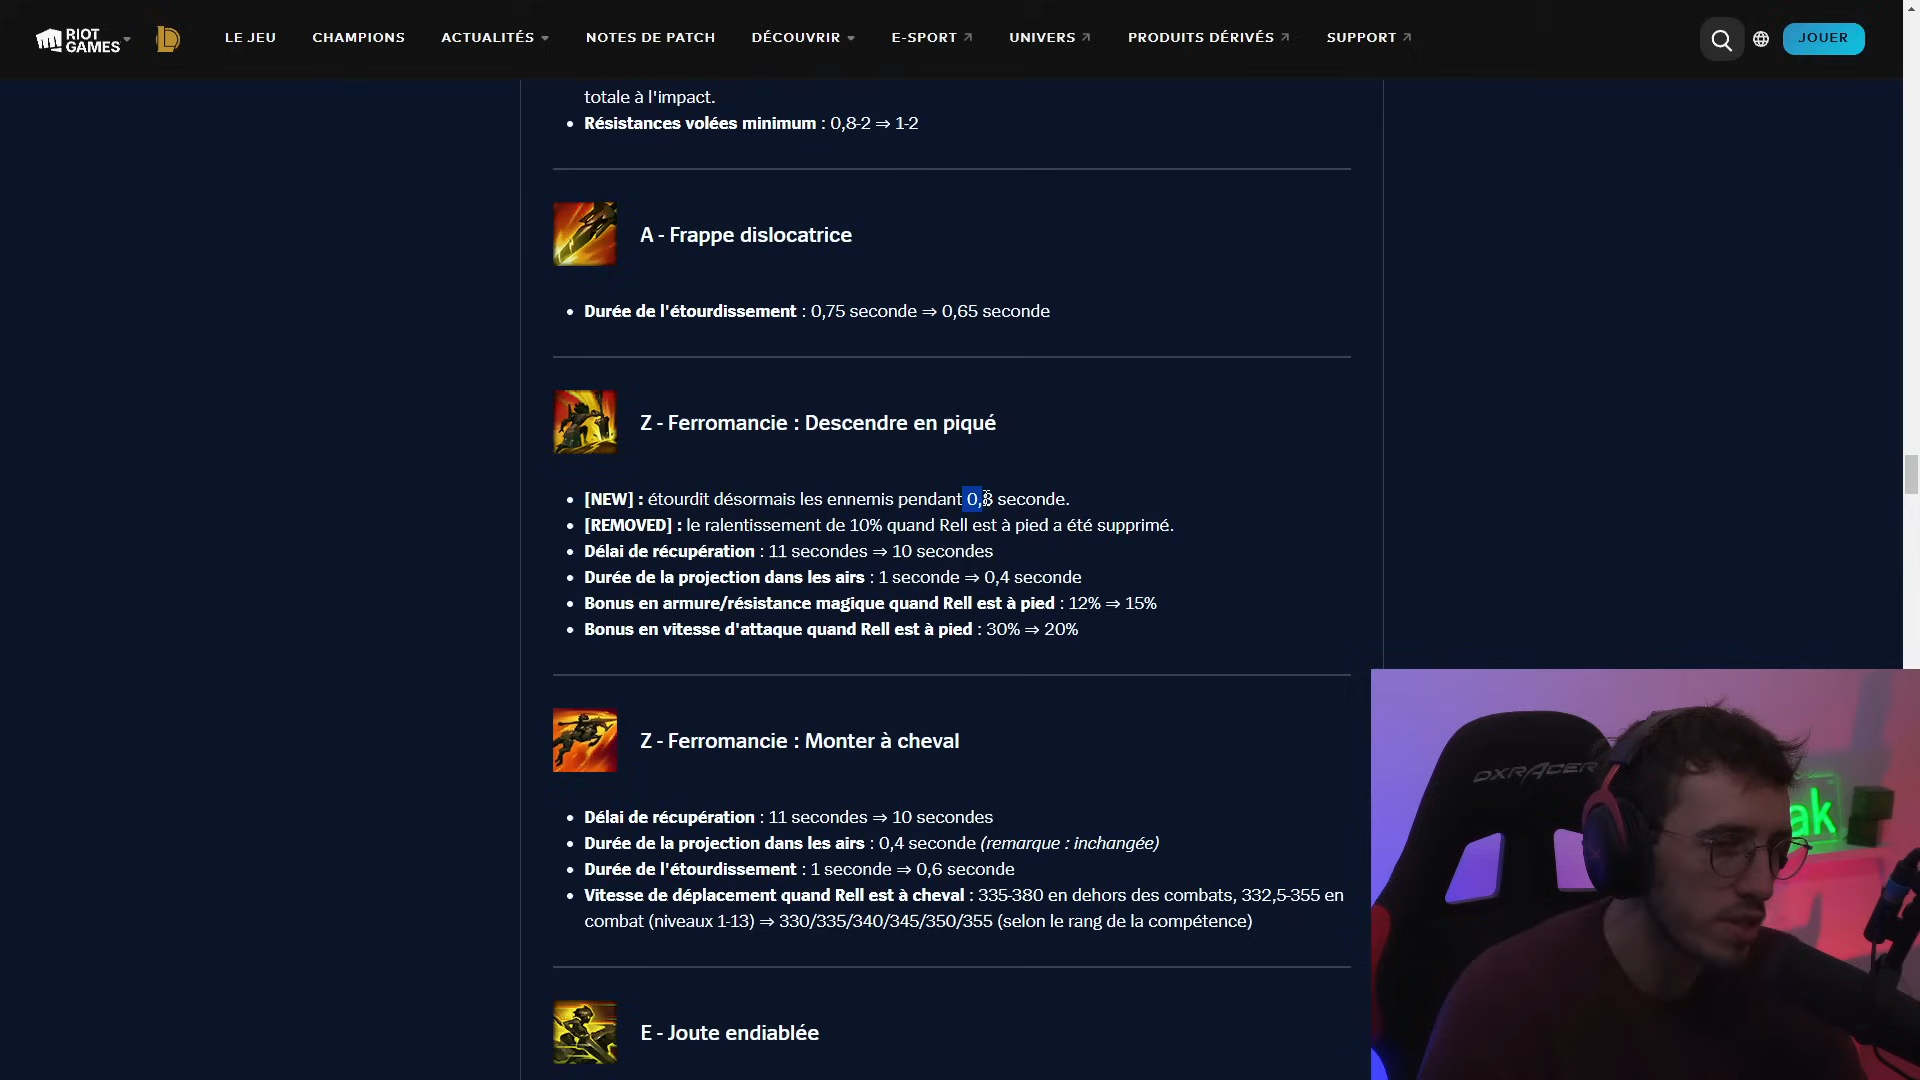 RIOT GAMES
LE JEU CHAMPIONS ACTUALITÉS NOTES DE PATCH DÉCOUVRIR E-SPORT UNIVERS PRODUITS DÉRIVÉS SUPPORT JOUER
totale à l'impact.
• Résistances volées minimum : 0,8-2 ⇒ 1-2
A - Frappe dislocatrice
• Durée de l'étourdissement : 0,75 seconde ⇒ 0,65 seconde
Z - Ferromancie : Descendre en piqué
• [NEW] : étourdit désormais les ennemis pendant 0,8 seconde.
• [REMOVED] : le ralentissement de 10% quand Rell est à pied a été supprimé.
• Délai de récupération : 11 secondes ⇒ 10 secondes
• Durée de la projection dans les airs : 1 seconde ⇒ 0,4 seconde
• Bonus en armure/résistance magique quand Rell est à pied : 12% ⇒ 15%
• Bonus en vitesse d'attaque quand Rell est à pied : 30% ⇒ 20%
Z - Ferromancie : Monter à cheval
• Délai de récupération : 11 secondes ⇒ 10 secondes
• Durée de la projection dans les airs : 0,4 seconde (remarque : inchangée)
• Durée de l'étourdissement : 1 seconde ⇒ 0,6 seconde
• Vitesse de déplacement quand Rell est à cheval : 335-380 en dehors des combats, 332,5-355 en
combat (niveaux 1-13) ⇒ 330/335/340/345/350/355 (selon le rang de la compétence)
DXRACER
ak
E - Joute endiablée